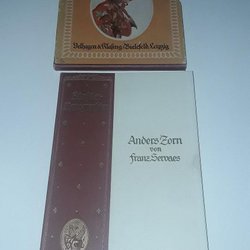 Velhagen & Klasing/Bielefeld, Leipzig
Anders Zorn
von
Franz Servaes